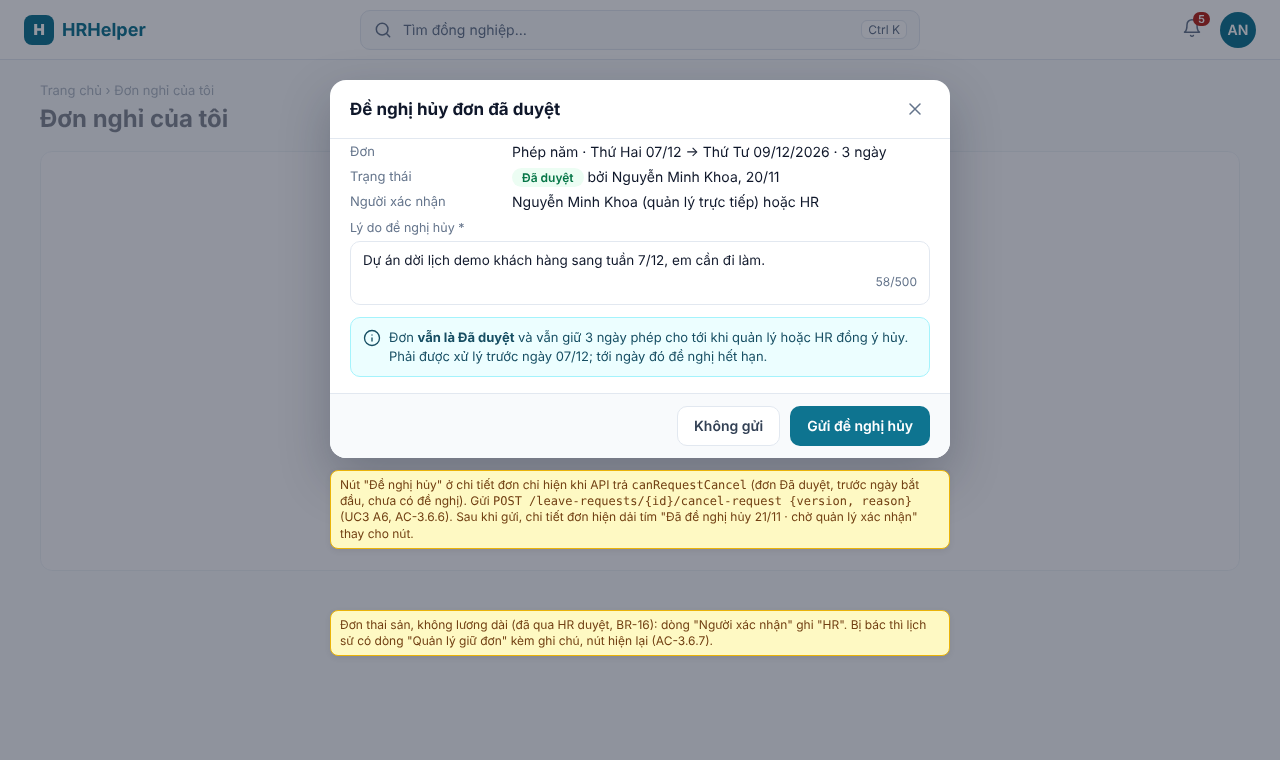 H HRHelper
Tìm đồng nghiệp...
Ctrl K
5
AN
Trang chủ › Đơn nghỉ của tôi
Đơn nghỉ của tôi
Đề nghị hủy đơn đã duyệt
Đơn
Phép năm · Thứ Hai 07/12 → Thứ Tư 09/12/2026 · 3 ngày
Trạng thái
Đã duyệt bởi Nguyễn Minh Khoa, 20/11
Người xác nhận
Nguyễn Minh Khoa (quản lý trực tiếp) hoặc HR
Lý do đề nghị hủy *
Dự án dời lịch demo khách hàng sang tuần 7/12, em cần đi làm.
58/500
Đơn vẫn là Đã duyệt và vẫn giữ 3 ngày phép cho tới khi quản lý hoặc HR đồng ý hủy.
Phải được xử lý trước ngày 07/12; tới ngày đó đề nghị hết hạn.
Không gửi
Gửi đề nghị hủy
Nút "Đề nghị hủy" ở chi tiết đơn chỉ hiện khi API trả canRequestCancel (đơn Đã duyệt, trước ngày bắt
đầu, chưa có đề nghị). Gửi POST /leave-requests/{id}/cancel-request {version, reason}
(UC3 A6, AC-3.6.6). Sau khi gửi, chi tiết đơn hiện dải tím "Đã đề nghị hủy 21/11 · chờ quản lý xác nhận"
thay cho nút.
Đơn thai sản, không lương dài (đã qua HR duyệt, BR-16): dòng "Người xác nhận" ghi "HR". Bị bác thì lịch
sử có dòng "Quản lý giữ đơn" kèm ghi chú, nút hiện lại (AC-3.6.7).